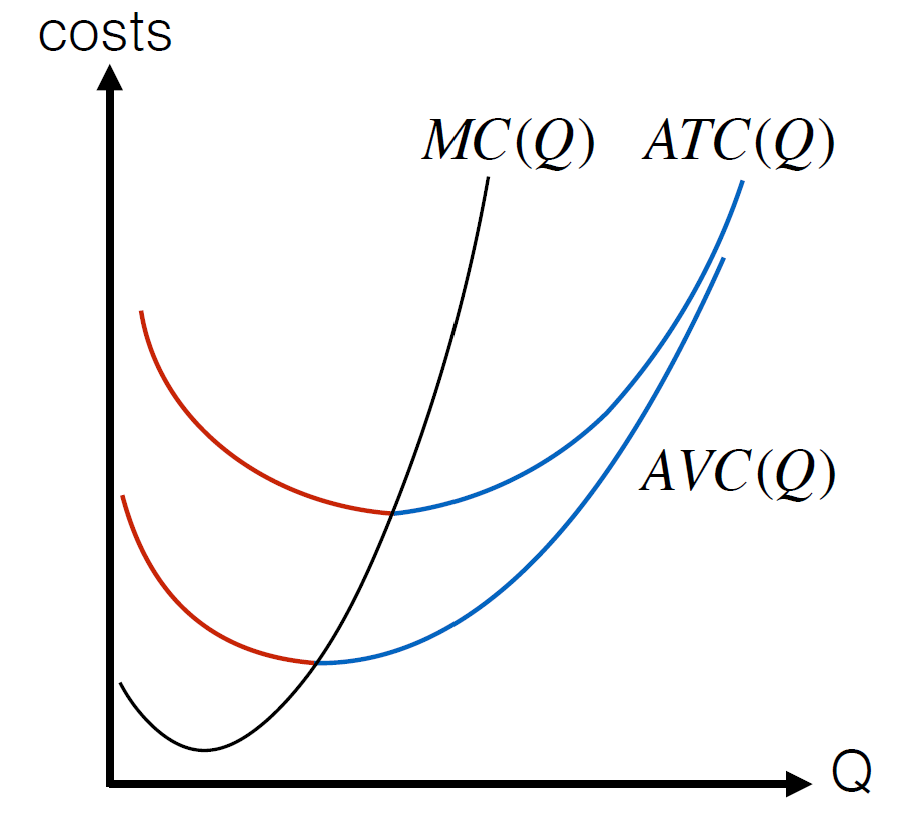 costs
MC(Q) ATC(Q)
AVC(Q)
Q